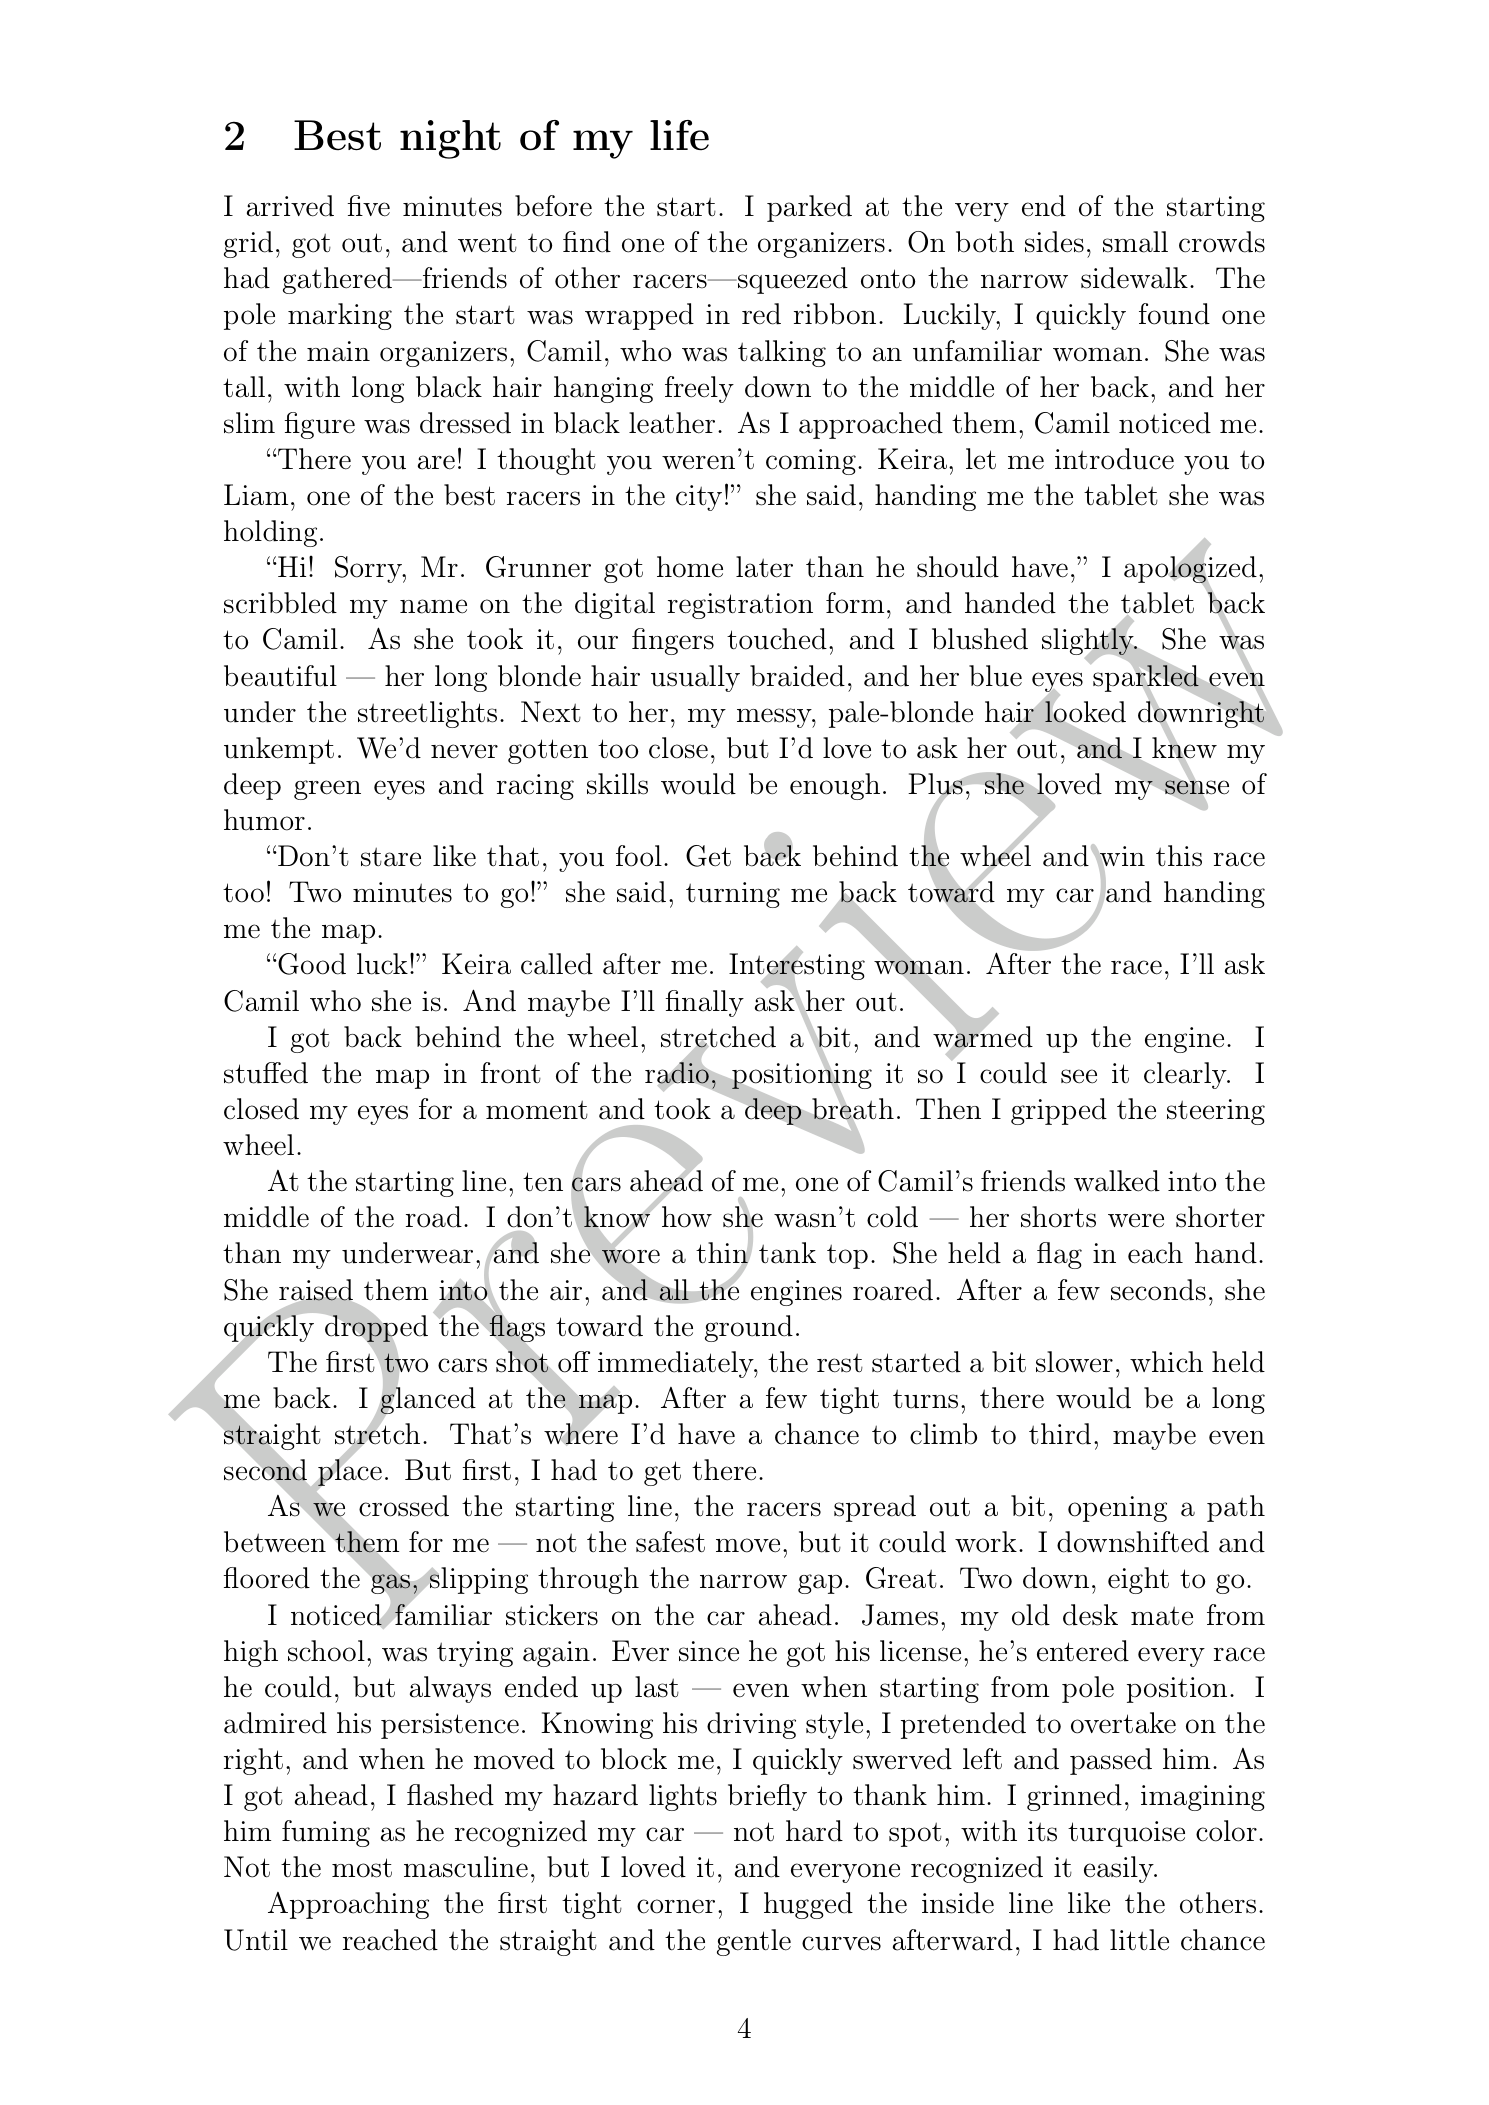 2 Best night of my life
I arrived five minutes before the start. I parked at the very end of the starting
grid, got out, and went to find one of the organizers. On both sides, small crowds
had gathered—friends of other racers—squeezed onto the narrow sidewalk. The
pole marking the start was wrapped in red ribbon. Luckily, I quickly found one
of the main organizers, Camil, who was talking to an unfamiliar woman. She was
tall, with long black hair hanging freely down to the middle of her back, and her
slim figure was dressed in black leather. As I approached them, Camil noticed me.
“There you are! I thought you weren’t coming. Keira, let me introduce you to
Liam, one of the best racers in the city!” she said, handing me the tablet she was
holding.
“Hi! Sorry, Mr. Grunner got home later than he should have,” I apologized,
scribbled my name on the digital registration form, and handed the tablet back
to Camil. As she took it, our fingers touched, and I blushed slightly. She was
beautiful — her long blonde hair usually braided, and her blue eyes sparkled even
under the streetlights. Next to her, my messy, pale-blonde hair looked downright
unkempt. We’d never gotten too close, but I’d love to ask her out, and I knew my
deep green eyes and racing skills would be enough. Plus, she loved my sense of
humor.
“Don’t stare like that, you fool. Get back behind the wheel and win this race
too! Two minutes to go!” she said, turning me back toward my car and handing
me the map.
“Good luck!” Keira called after me. Interesting woman. After the race, I’ll ask
Camil who she is. And maybe I’ll finally ask her out.
I got back behind the wheel, stretched a bit, and warmed up the engine. I
stuffed the map in front of the radio, positioning it so I could see it clearly. I
closed my eyes for a moment and took a deep breath. Then I gripped the steering
wheel.
At the starting line, ten cars ahead of me, one of Camil’s friends walked into the
middle of the road. I don’t know how she wasn’t cold — her shorts were shorter
than my underwear, and she wore a thin tank top. She held a flag in each hand.
She raised them into the air, and all the engines roared. After a few seconds, she
quickly dropped the flags toward the ground.
The first two cars shot off immediately, the rest started a bit slower, which held
me back. I glanced at the map. After a few tight turns, there would be a long
straight stretch. That’s where I’d have a chance to climb to third, maybe even
second place. But first, I had to get there.
As we crossed the starting line, the racers spread out a bit, opening a path
between them for me — not the safest move, but it could work. I downshifted and
floored the gas, slipping through the narrow gap. Great. Two down, eight to go.
I noticed familiar stickers on the car ahead. James, my old desk mate from
high school, was trying again. Ever since he got his license, he’s entered every race
he could, but always ended up last — even when starting from pole position. I
admired his persistence. Knowing his driving style, I pretended to overtake on the
right, and when he moved to block me, I quickly swerved left and passed him. As
I got ahead, I flashed my hazard lights briefly to thank him. I grinned, imagining
him fuming as he recognized my car — not hard to spot, with its turquoise color.
Not the most masculine, but I loved it, and everyone recognized it easily.
Approaching the first tight corner, I hugged the inside line like the others.
Until we reached the straight and the gentle curves afterward, I had little chance
4
Preview